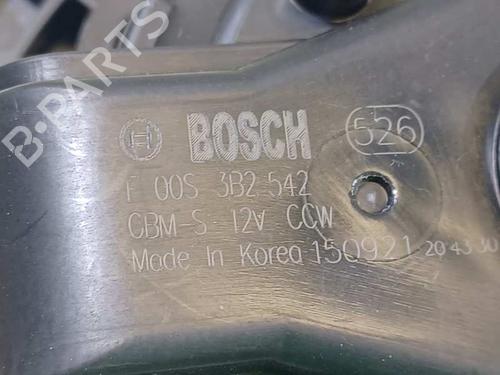 B-PARTS
BOSCH 526
F 00S 3B2 542
CBM-S 12V CCW
Made In Korea 150921 20 43 30